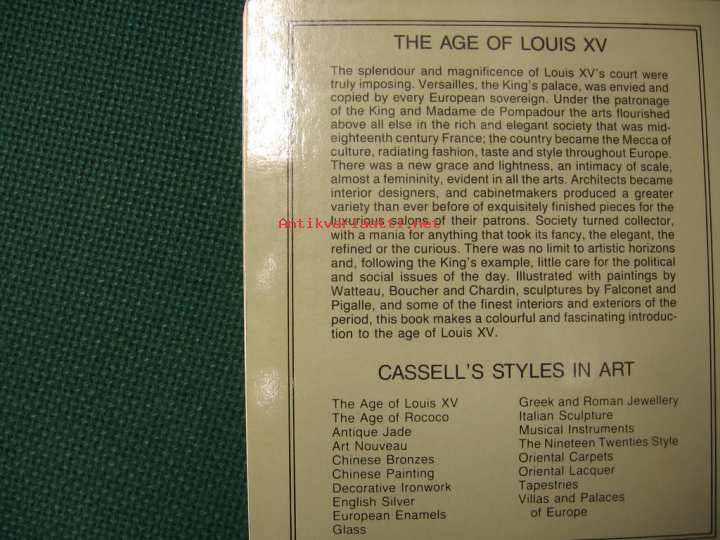 THE AGE OF LOUIS XV
The splendour and magnificence of Louis XV's court were
truly imposing. Versailles, the King's palace, was envied and
copied by every European sovereign. Under the patronage
of the King and Madame de Pompadour the arts flourished
above all else in the rich and elegant society that was mid-
eighteenth century France; the country became the Mecca of
culture, radiating fashion, taste and style throughout Europe.
There was a new grace and lightness, an intimacy of scale,
almost a femininity, evident in all the arts. Architects became
interior designers, and cabinetmakers produced a greater
variety than ever before of exquisitely finished pieces for the
luxurious salons of their patrons. Society turned collector,
Antikvariaatti.net
with a mania for anything that took its fancy, the elegant, the
refined or the curious. There was no limit to artistic horizons
and, following the King's example, little care for the political
and social issues of the day. Illustrated with paintings by
Watteau, Boucher and Chardin, sculptures by Falconet and
Pigalle, and some of the finest interiors and exteriors of the
period, this book makes a colourful and fascinating introduc-
tion to the age of Louis XV.
CASSELL'S STYLES IN ART
The Age of Louis XV
The Age of Rococo
Antique Jade
Art Nouveau
Chinese Bronzes
Chinese Painting
Decorative Ironwork
English Silver
European Enamels
Glass
Greek and Roman Jewellery
Italian Sculpture
Musical Instruments
The Nineteen Twenties Style
Oriental Carpets
Oriental Lacquer
Tapestries
Villas and Palaces
of Europe